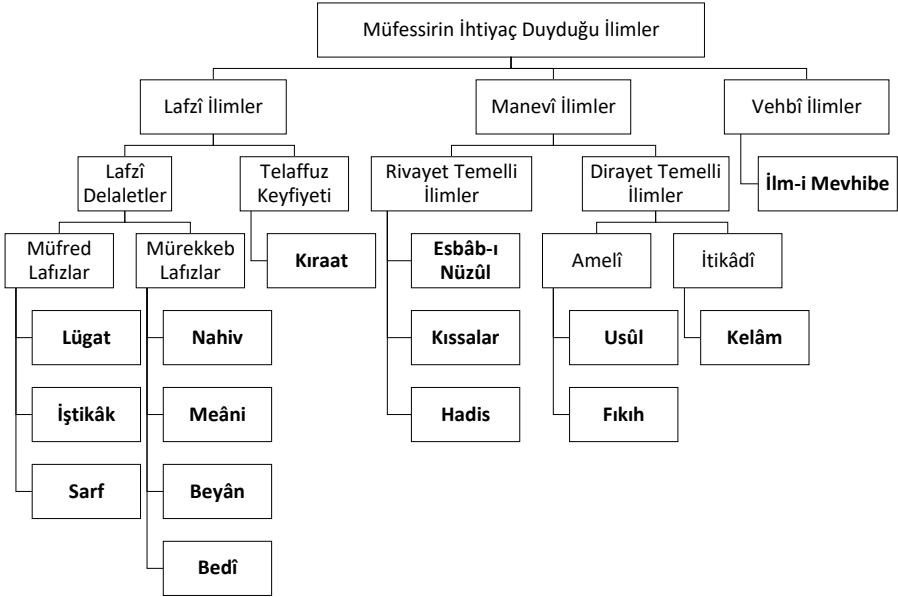 Müfessirin İhtiyaç Duyduğu İlimler
Lafzî İlimler
Manevî İlimler
Vehbî İlimler
Lafzî
Delaletler
Telaffuz
Keyfiyeti
Rivayet Temelli
İlimler
Dirayet Temelli
İlimler
İlm-i Mevhibe
Müfred
Lafızlar
Mürekkeb
Lafızlar
Kıraat
Esbâb-ı
Nüzûl
Amelî
İtikâdî
Lügat
Nahiv
Kıssalar
Usûl
Kelâm
İştikâk
Meâni
Hadis
Fıkıh
Sarf
Beyân
Bedî